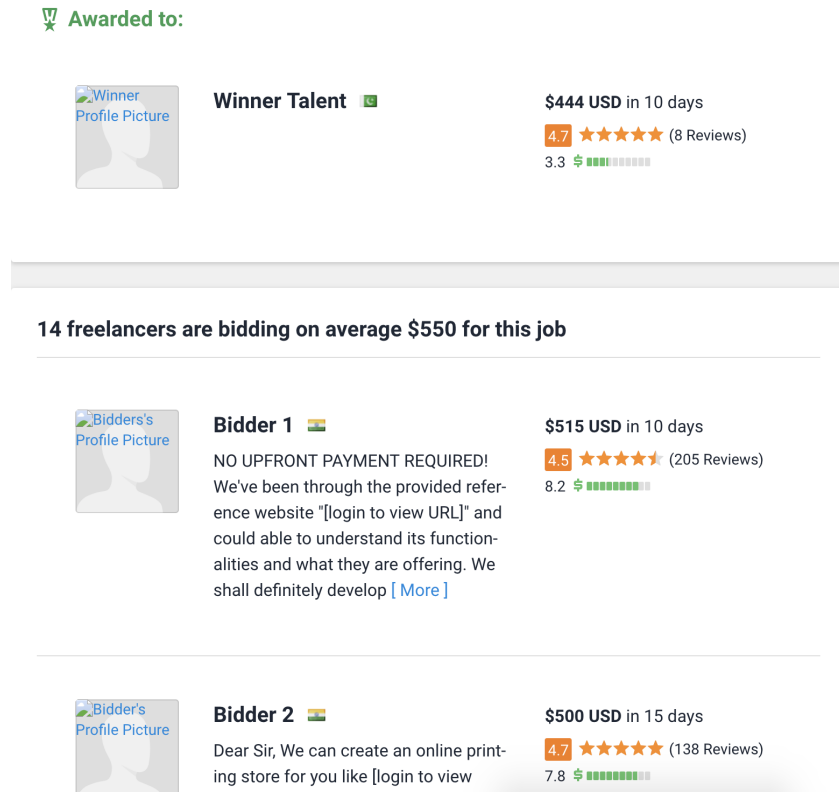 Awarded to:
Winner
Profile Picture
Winner Talent
$444 USD in 10 days
4.7 (8 Reviews)
3.3 $
14 freelancers are bidding on average $550 for this job
Bidders's
Profile Picture
Bidder 1
NO UPFRONT PAYMENT REQUIRED!
We've been through the provided refer-
ence website "[login to view URL]" and
could able to understand its function-
alities and what they are offering. We
shall definitely develop [ More ]
$515 USD in 10 days
4.5 (205 Reviews)
8.2 $
Bidder's
Profile Picture
Bidder 2
Dear Sir, We can create an online print-
ing store for you like [login to view
$500 USD in 15 days
4.7 (138 Reviews)
7.8 $